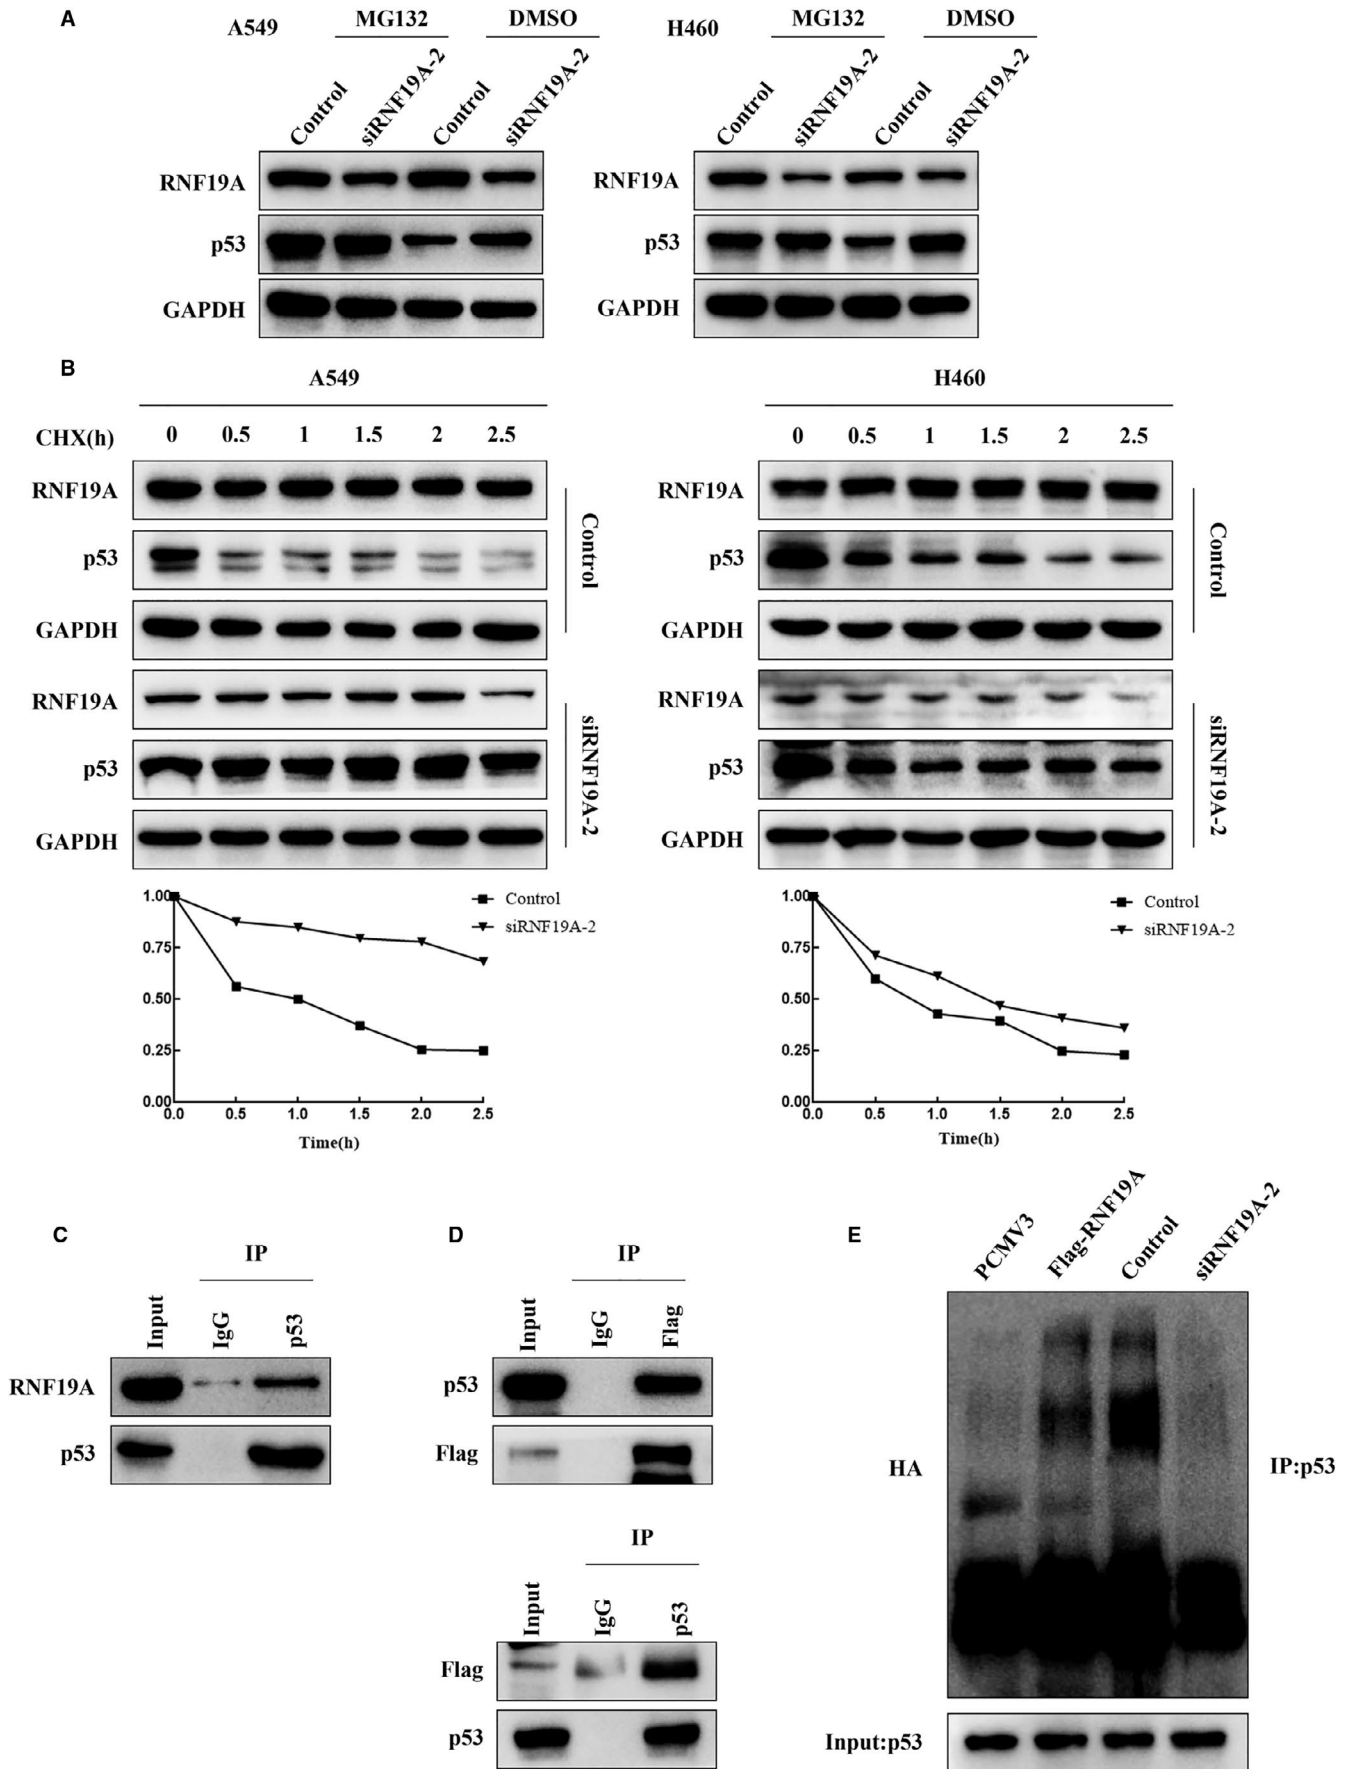 A
A549
MG132
DMSO
Control
siRNF19A-2
Control
siRNF19A-2
RNF19A
p53
GAPDH
H460
MG132
DMSO
Control
siRNF19A-2
Control
siRNF19A-2
RNF19A
p53
GAPDH
B
A549
CHX(h) 0 0.5 1 1.5 2 2.5
RNF19A
p53
GAPDH
Control
RNF19A
p53
GAPDH
siRNF19A-2
H460
0 0.5 1 1.5 2 2.5
RNF19A
p53
GAPDH
Control
RNF19A
p53
GAPDH
siRNF19A-2
1.00
0.75
0.50
0.25
0.00
0.0 0.5 1.0 1.5 2.0 2.5
Time(h)
Control
siRNF19A-2
1.00
0.75
0.50
0.25
0.00
0.0 0.5 1.0 1.5 2.0 2.5
Time(h)
Control
siRNF19A-2
C
IP
Input
IgG
p53
RNF19A
p53
D
IP
Input
IgG
Flag
p53
Flag
IP
Input
IgG
p53
Flag
p53
E
PCMV3
Flag-RNF19A
Control
siRNF19A-2
HA
IP:p53
Input:p53